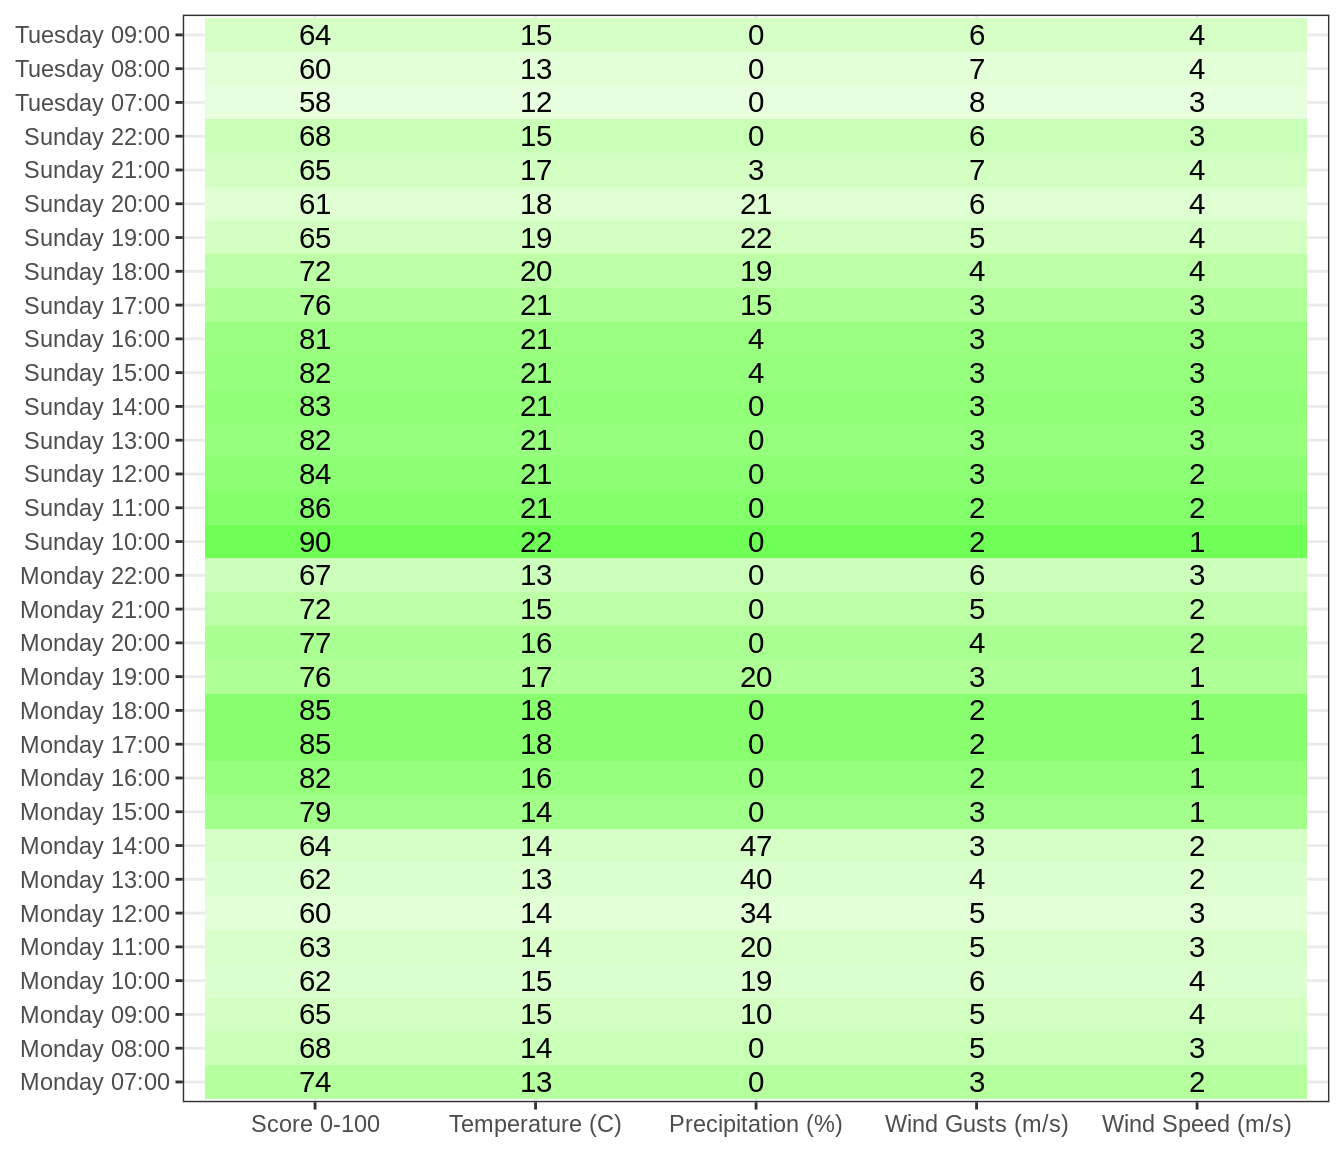 Tuesday 09:00 64 15 0 6 4
Tuesday 08:00 60 13 0 7 4
Tuesday 07:00 58 12 0 8 3
Sunday 22:00 68 15 0 6 3
Sunday 21:00 65 17 3 7 4
Sunday 20:00 61 18 21 6 4
Sunday 19:00 65 19 22 5 4
Sunday 18:00 72 20 19 4 4
Sunday 17:00 76 21 15 3 3
Sunday 16:00 81 21 4 3 3
Sunday 15:00 82 21 4 3 3
Sunday 14:00 83 21 0 3 3
Sunday 13:00 82 21 0 3 3
Sunday 12:00 84 21 0 3 2
Sunday 11:00 86 21 0 2 2
Sunday 10:00 90 22 0 2 1
Monday 22:00 67 13 0 6 3
Monday 21:00 72 15 0 5 2
Monday 20:00 77 16 0 4 2
Monday 19:00 76 17 20 3 1
Monday 18:00 85 18 0 2 1
Monday 17:00 85 18 0 2 1
Monday 16:00 82 16 0 2 1
Monday 15:00 79 14 0 3 1
Monday 14:00 64 14 47 3 2
Monday 13:00 62 13 40 4 2
Monday 12:00 60 14 34 5 3
Monday 11:00 63 14 20 5 3
Monday 10:00 62 15 19 6 4
Monday 09:00 65 15 10 5 4
Monday 08:00 68 14 0 5 3
Monday 07:00 74 13 0 3 2
Score 0-100 Temperature (C) Precipitation (%) Wind Gusts (m/s) Wind Speed (m/s)